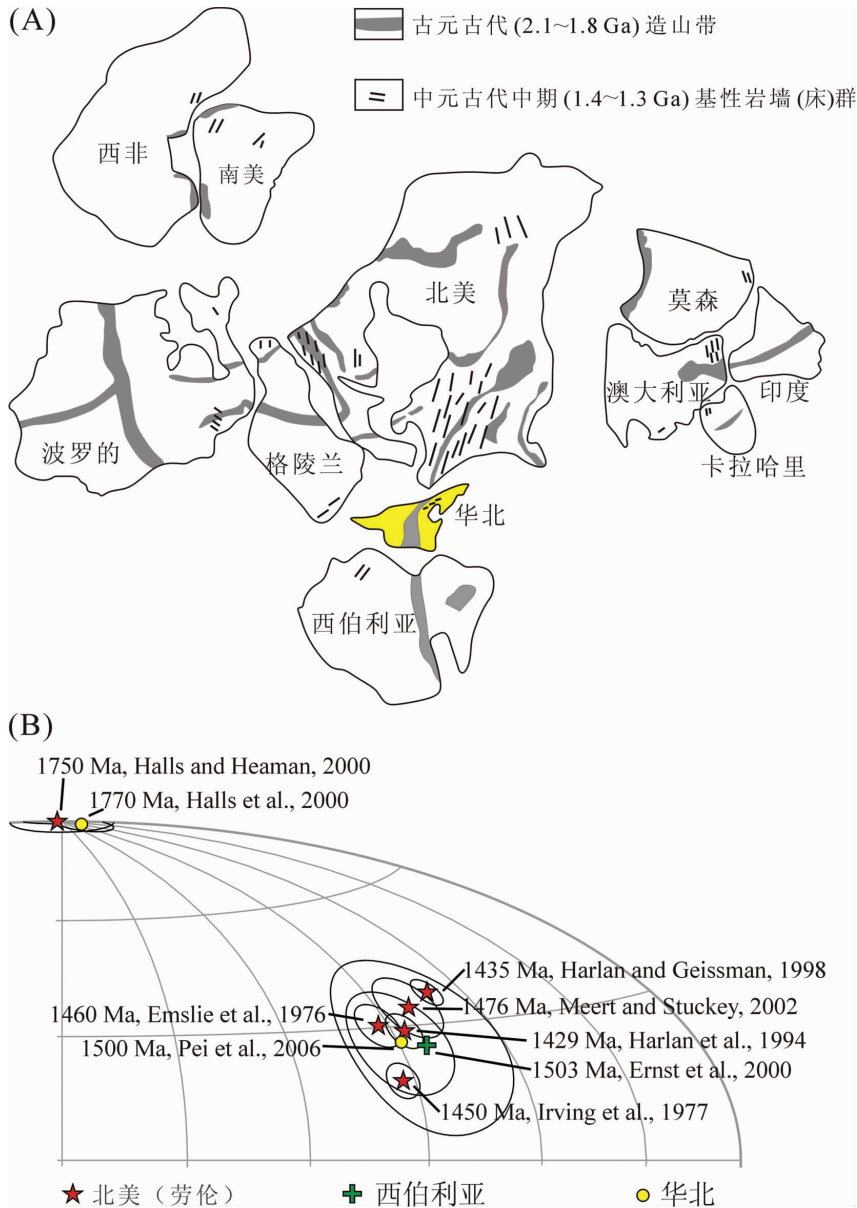 (A)
古元古代 (2.1~1.8 Ga) 造山带
中元古代中期 (1.4~1.3 Ga) 基性岩墙 (床) 群
西非
南美
北美
莫森
澳大利亚
印度
波罗的
格陵兰
卡拉哈里
华北
西伯利亚
(B)
1750 Ma, Halls and Heaman, 2000
1770 Ma, Halls et al., 2000
1435 Ma, Harlan and Geissman, 1998
1460 Ma, Emslie et al., 1976
1476 Ma, Meert and Stuckey, 2002
1500 Ma, Pei et al., 2006
1429 Ma, Harlan et al., 1994
1503 Ma, Ernst et al., 2000
1450 Ma, Irving et al., 1977
北美（劳伦）
西伯利亚
华北